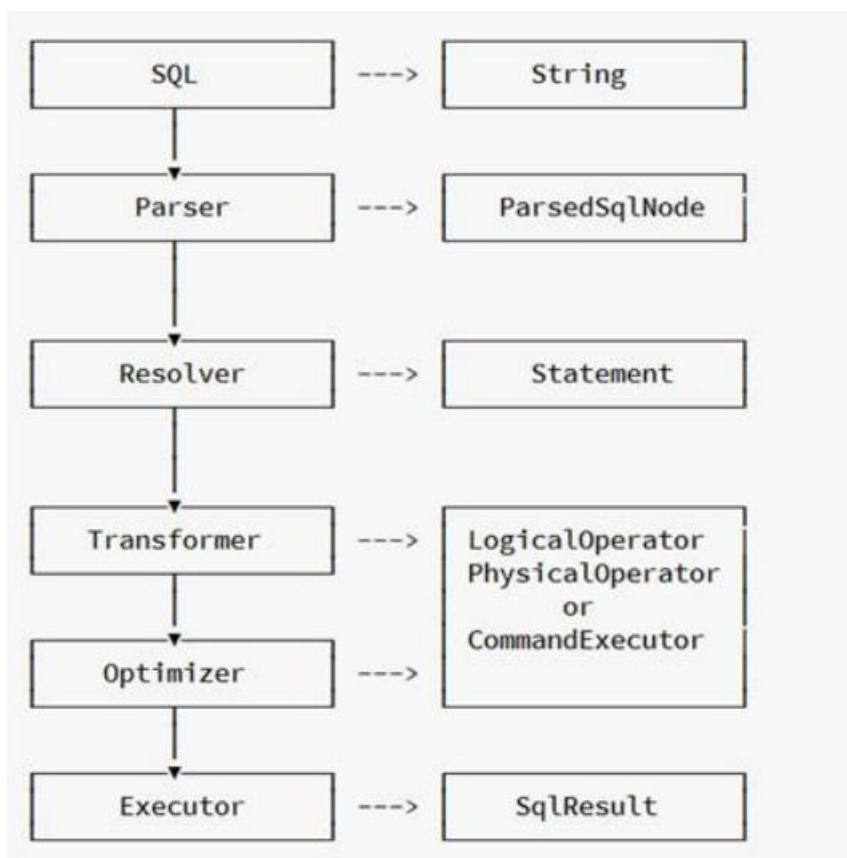 SQL ---> String
Parser ---> ParsedSqlNode
Resolver ---> Statement
Transformer ---> LogicalOperator
PhysicalOperator
or
CommandExecutor
Optimizer --->
Executor ---> SqlResult